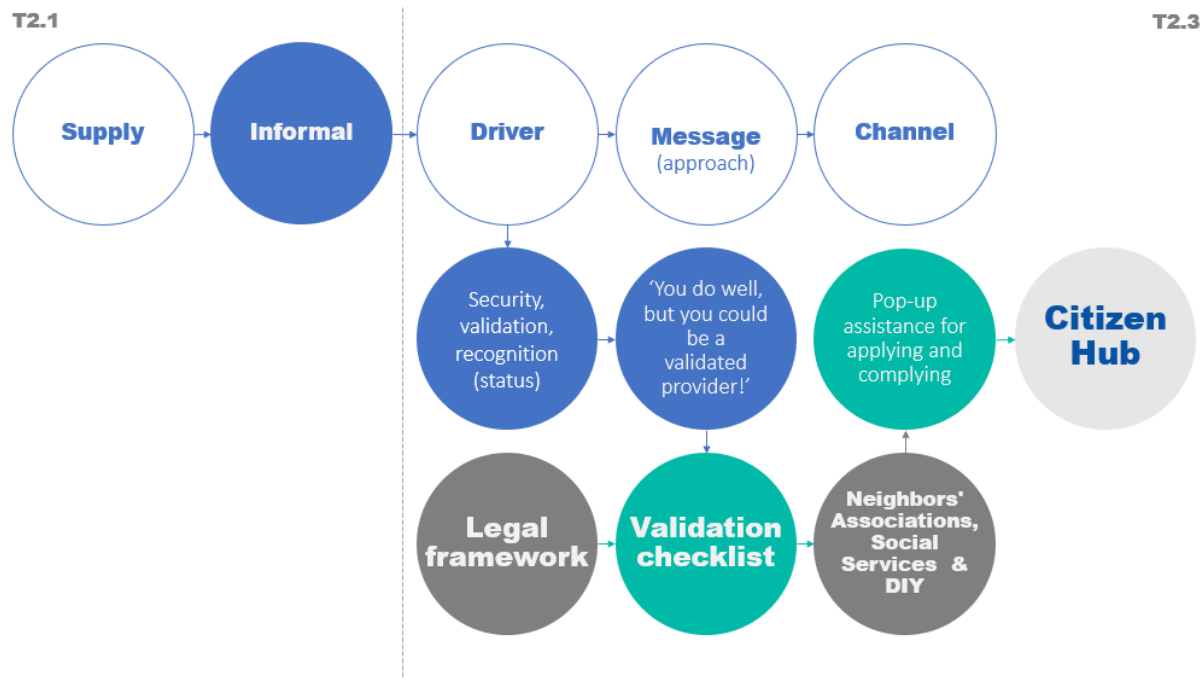 T2.1
T2.3
Supply
Informal
Driver
Message
(approach)
Channel
Security,
validation,
recognition
(status)
‘You do well,
but you could
be a
validated
provider!’
Pop-up
assistance for
applying and
complying
Citizen
Hub
Legal
framework
Validation
checklist
Neighbors'
Associations,
Social
Services &
DIY